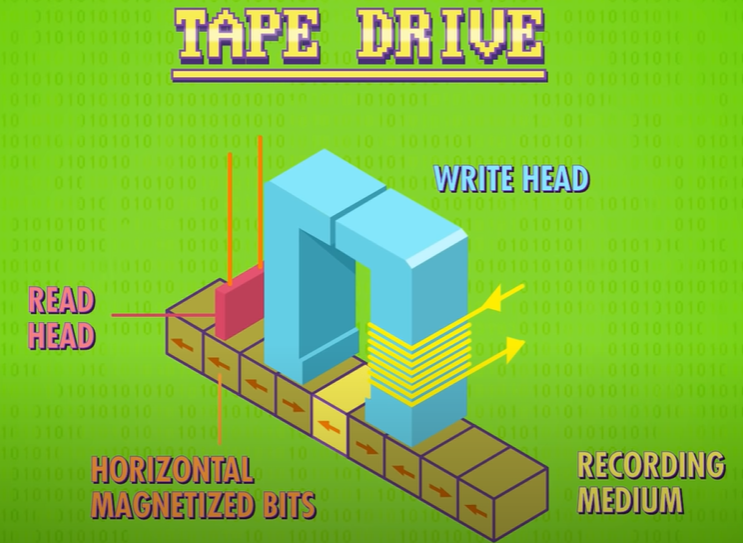 TAPE DRIVE
WRITE HEAD
READ
HEAD
HORIZONTAL
MAGNETIZED BITS
RECORDING
MEDIUM